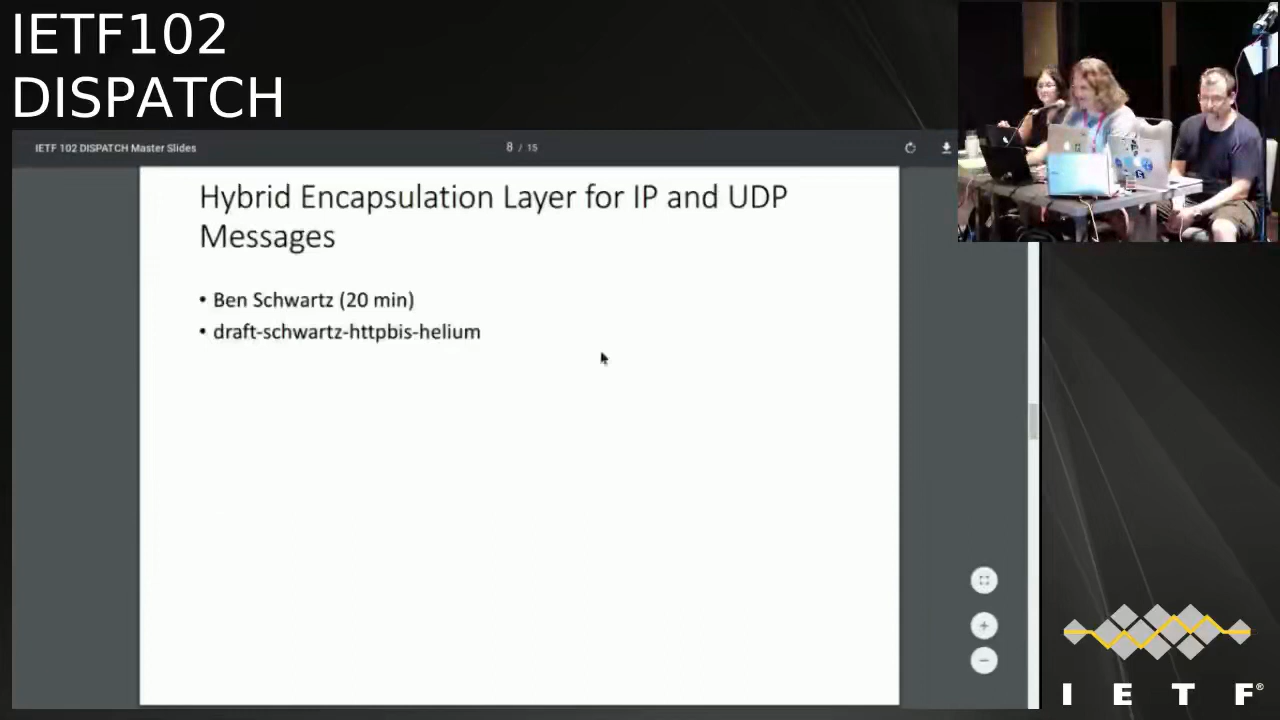 IETF102
DISPATCH
IETF 102 DISPATCH Master Slides
8 / 15
Hybrid Encapsulation Layer for IP and UDP
Messages
• Ben Schwartz (20 min)
• draft-schwartz-httpbis-helium
I E T F®